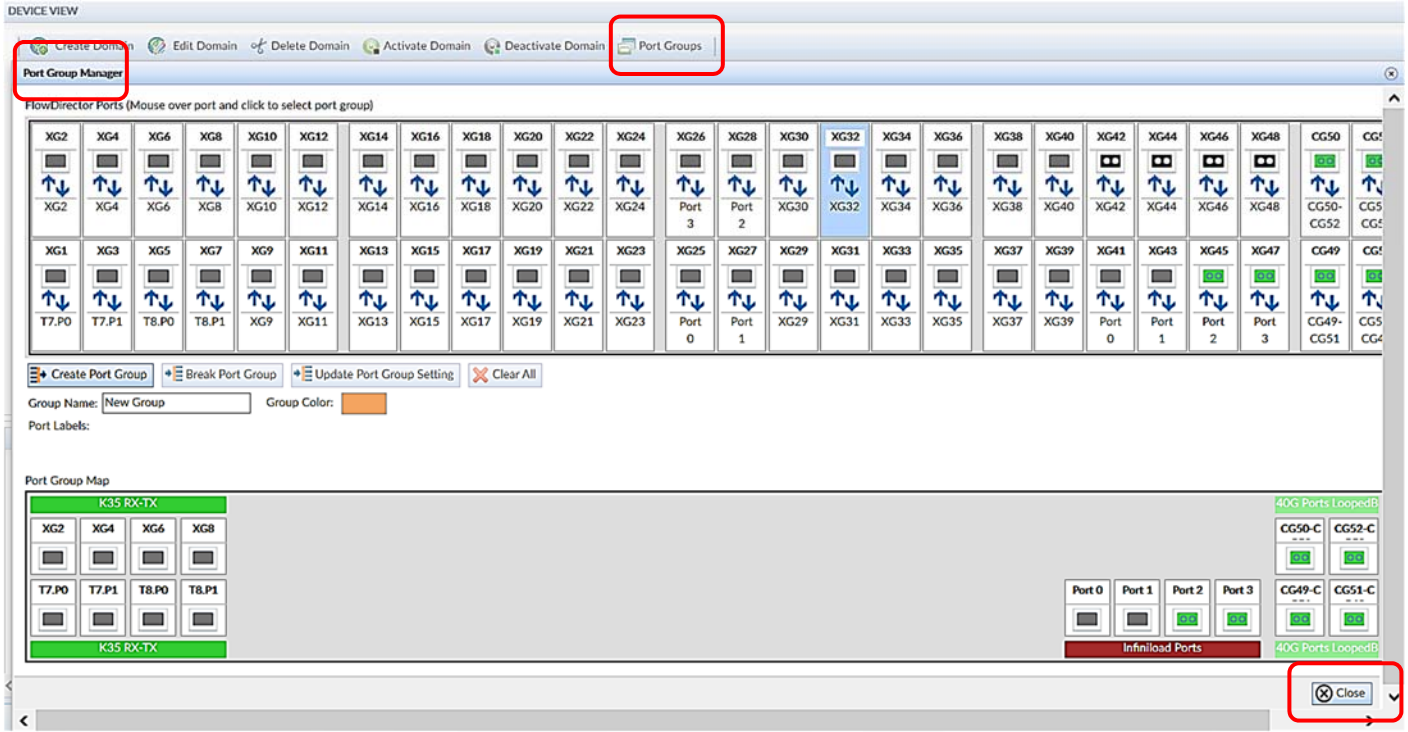 DEVICE VIEW
Create Domain Edit Domain Delete Domain Activate Domain Deactivate Domain Port Groups
Port Group Manager
FlowDirector Ports (Mouse over port and click to select port group)
XG2 XG4 XG6 XG8 XG10 XG12 XG14 XG16 XG18 XG20 XG22 XG24 XG26 XG28 XG30 XG32 XG34 XG36 XG38 XG40 XG42 XG44 XG46 XG48 CG50
XG2 XG4 XG6 XG8 XG10 XG12 XG14 XG16 XG18 XG20 XG22 XG24 Port Port XG30 XG32 XG34 XG36 XG38 XG40 XG42 XG44 XG46 XG48 CG50-
3 2 CG52
XG1 XG3 XG5 XG7 XG9 XG11 XG13 XG15 XG17 XG19 XG21 XG23 XG25 XG27 XG29 XG31 XG33 XG35 XG37 XG39 XG41 XG43 XG45 XG47 CG49
T7.P0 T7.P1 T8.P0 T8.P1 XG9 XG11 XG13 XG15 XG17 XG19 XG21 XG23 Port Port XG29 XG31 XG33 XG35 XG37 XG39 Port Port Port Port CG49-
0 1 0 1 2 3 CG51
Create Port Group Break Port Group Update Port Group Setting Clear All
Group Name: New Group Group Color:
Port Labels:
Port Group Map
K35 RX-TX 40G Ports LoopedB
XG2 XG4 XG6 XG8 CG50-C CG52-C
T7.P0 T7.P1 T8.P0 T8.P1 Port 0 Port 1 Port 2 Port 3 CG49-C CG51-C
K35 RX-TX Infiniload Ports 40G Ports LoopedB
Close